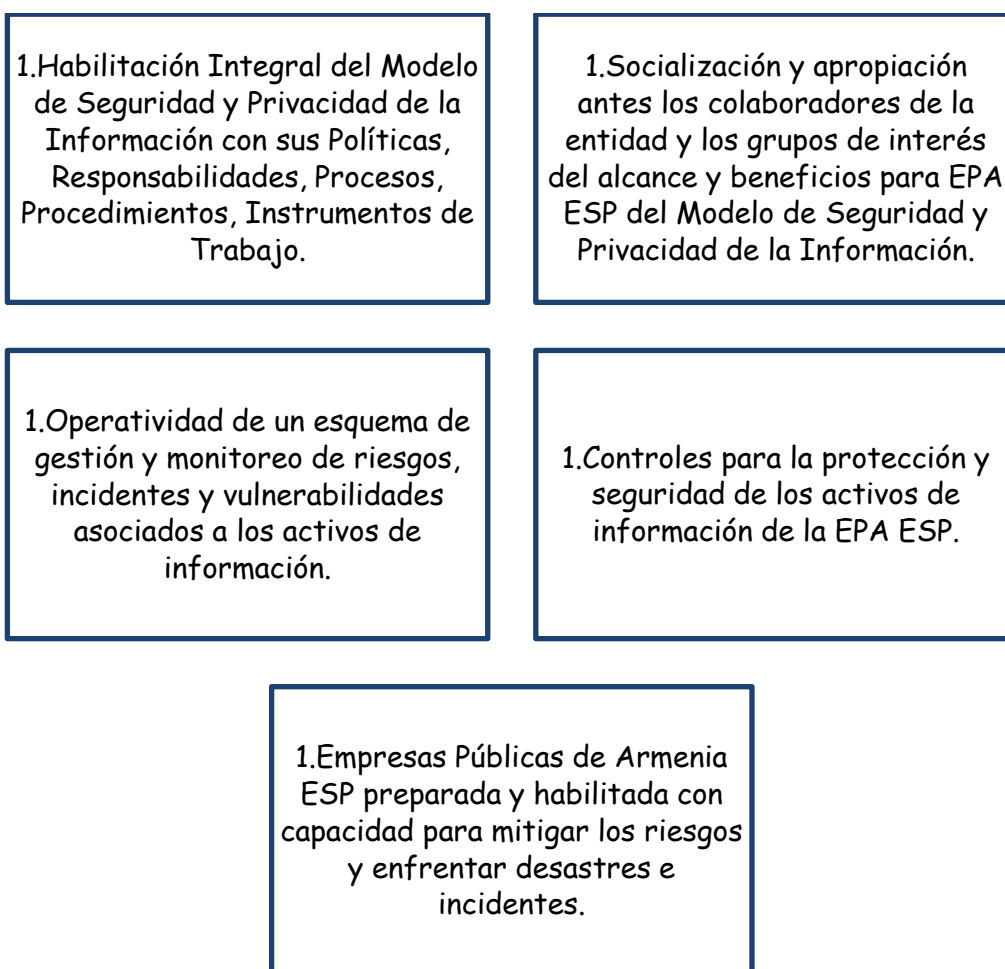 1.Habilitación Integral del Modelo
de Seguridad y Privacidad de la
Información con sus Políticas,
Responsabilidades, Procesos,
Procedimientos, Instrumentos de
Trabajo.
1.Socialización y apropiación
antes los colaboradores de la
entidad y los grupos de interés
del alcance y beneficios para EPA
ESP del Modelo de Seguridad y
Privacidad de la Información.
1.Operatividad de un esquema de
gestión y monitoreo de riesgos,
incidentes y vulnerabilidades
asociados a los activos de
información.
1.Controles para la protección y
seguridad de los activos de
información de la EPA ESP.
1.Empresas Públicas de Armenia
ESP preparada y habilitada con
capacidad para mitigar los riesgos
y enfrentar desastres e
incidentes.